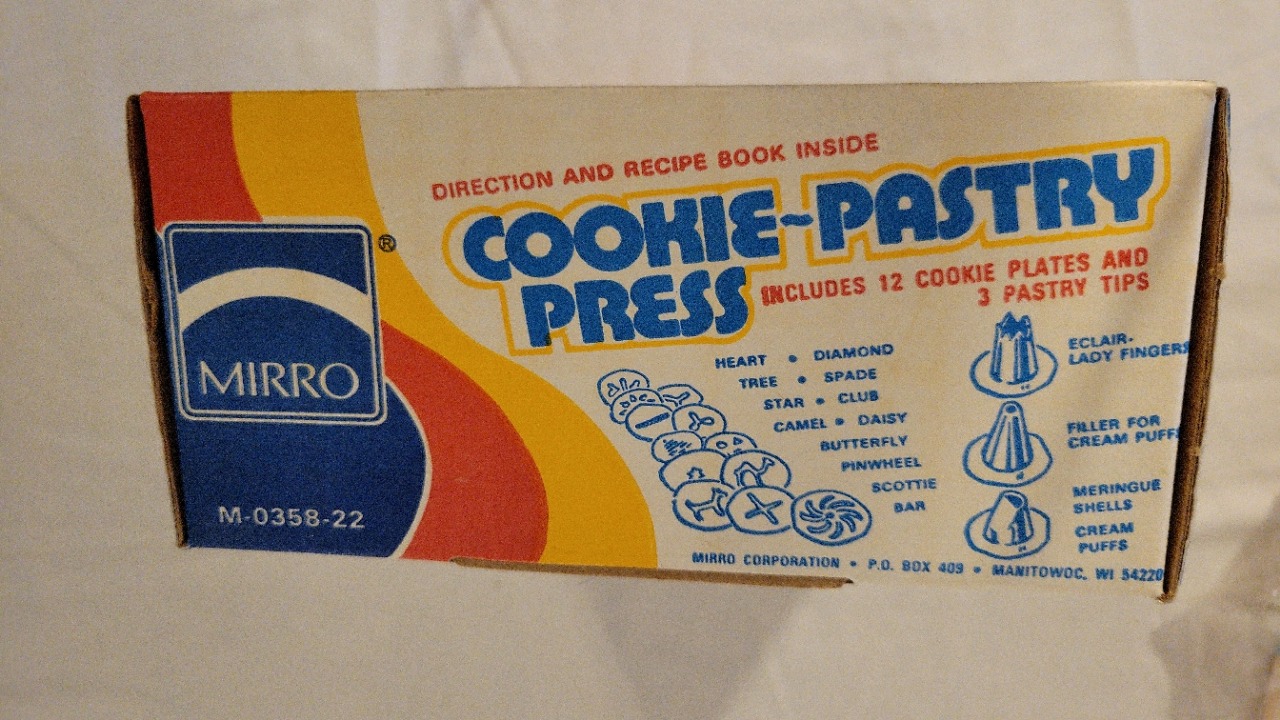 DIRECTION AND RECIPE BOOK INSIDE
COOKIE-PASTRY
PRESS
INCLUDES 12 COOKIE PLATES AND
3 PASTRY TIPS
®
MIRRO
M-0358-22
HEART • DIAMOND
TREE • SPADE
STAR • CLUB
CAMEL • DAISY
BUTTERFLY
PINWHEEL
SCOTTIE
BAR
ECLAIR-
LADY FINGERS
FILLER FOR
CREAM PUFFS
MERINGUE
SHELLS
CREAM
PUFFS
MIRRO CORPORATION • P.O. BOX 409 • MANITOWOC, WI 54220